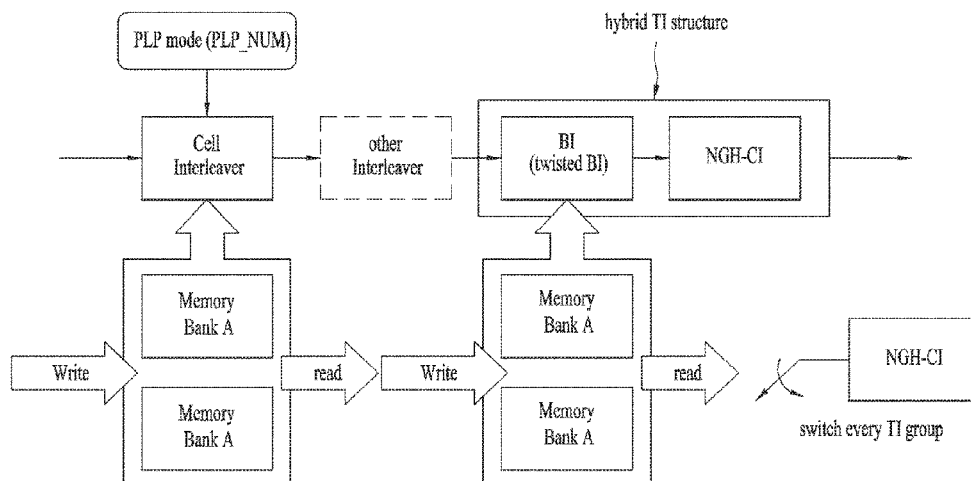 hybrid TI structure
PLP mode (PLP_NUM)
Cell
Interleaver
other
Interleaver
BI
(twisted BI)
NGH-CI
Memory
Bank A
Memory
Bank A
Write
read
Write
read
NGH-CI
Memory
Bank A
Memory
Bank A
switch every TI group